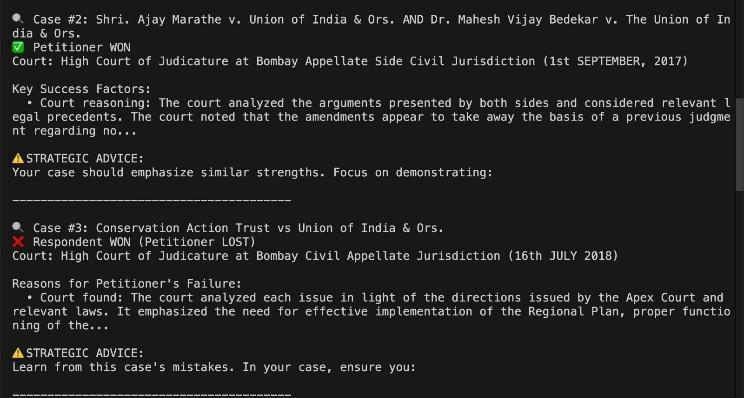 🔍 Case #2: Shri. Ajay Marathe v. Union of India & Ors. AND Dr. Mahesh Vijay Bedekar v. The Union of In
dia & Ors.
✅ Petitioner WON
Court: High Court of Judicature at Bombay Appellate Side Civil Jurisdiction (1st SEPTEMBER, 2017)
Key Success Factors:
• Court reasoning: The court analyzed the arguments presented by both sides and considered relevant l
egal precedents. The court noted that the amendments appear to take away the basis of a previous judgme
nt regarding no...
⚠️STRATEGIC ADVICE:
Your case should emphasize similar strengths. Focus on demonstrating:
----------------------------------------
🔍 Case #3: Conservation Action Trust vs Union of India & Ors.
❌ Respondent WON (Petitioner LOST)
Court: High Court of Judicature at Bombay Civil Appellate Jurisdiction (16th JULY 2018)
Reasons for Petitioner's Failure:
• Court found: The court analyzed each issue in light of the directions issued by the Apex Court and
relevant laws. It emphasized the need for effective implementation of the Regional Plan, proper functio
ning of the...
⚠️STRATEGIC ADVICE:
Learn from this case's mistakes. In your case, ensure you:
----------------------------------------